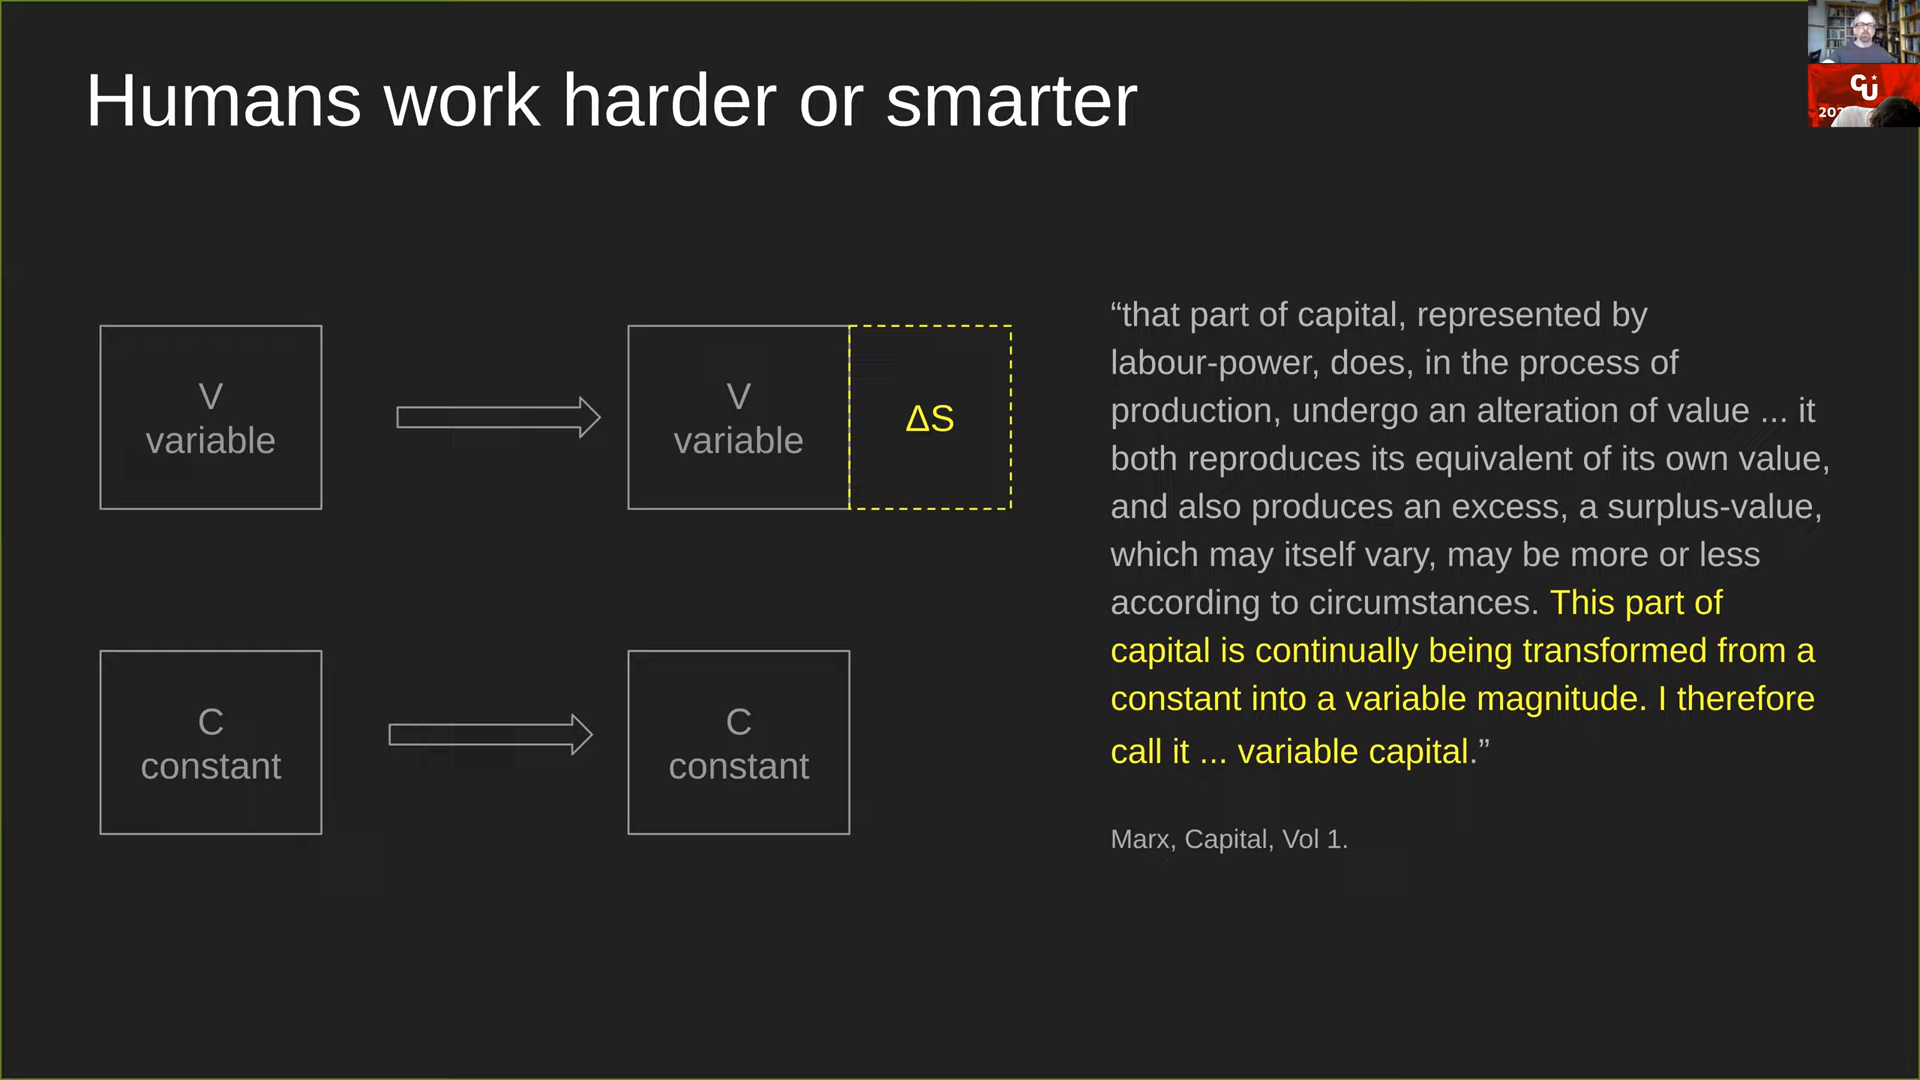 Humans work harder or smarter
V
variable
V
variable
ΔS
C
constant
C
constant
“that part of capital, represented by
labour-power, does, in the process of
production, undergo an alteration of value ... it
both reproduces its equivalent of its own value,
and also produces an excess, a surplus-value,
which may itself vary, may be more or less
according to circumstances. This part of
capital is continually being transformed from a
constant into a variable magnitude. I therefore
call it ... variable capital.”
Marx, Capital, Vol 1.
CU